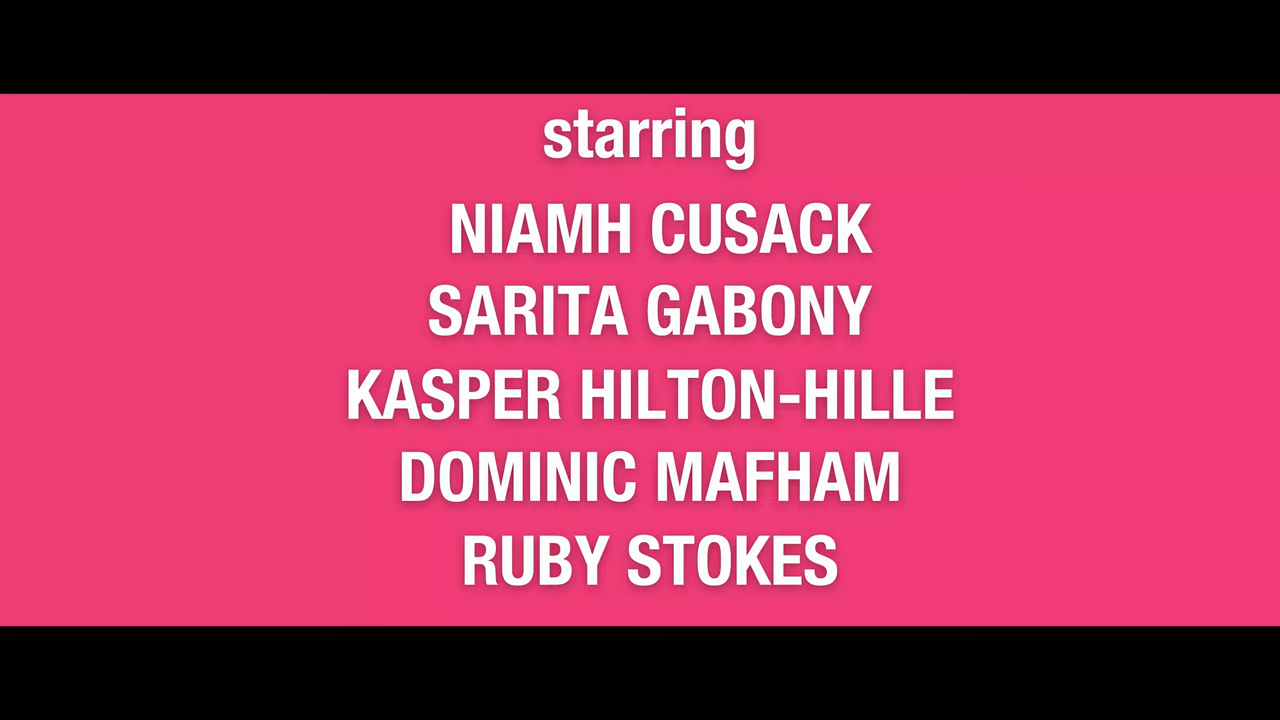 starring
NIAMH CUSACK
SARITA GABONY
KASPER HILTON-HILLE
DOMINIC MAFHAM
RUBY STOKES